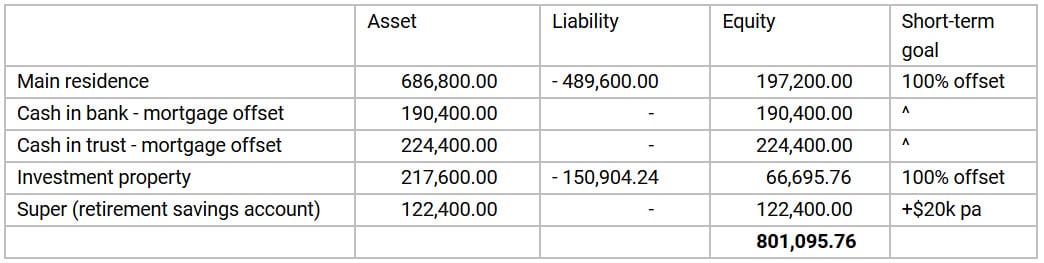 Asset Liability Equity Short-term
goal
Main residence 686,800.00 - 489,600.00 197,200.00 100% offset
Cash in bank - mortgage offset 190,400.00 - 190,400.00 ^
Cash in trust - mortgage offset 224,400.00 - 224,400.00 ^
Investment property 217,600.00 - 150,904.24 66,695.76 100% offset
Super (retirement savings account) 122,400.00 - 122,400.00 +$20k pa
801,095.76